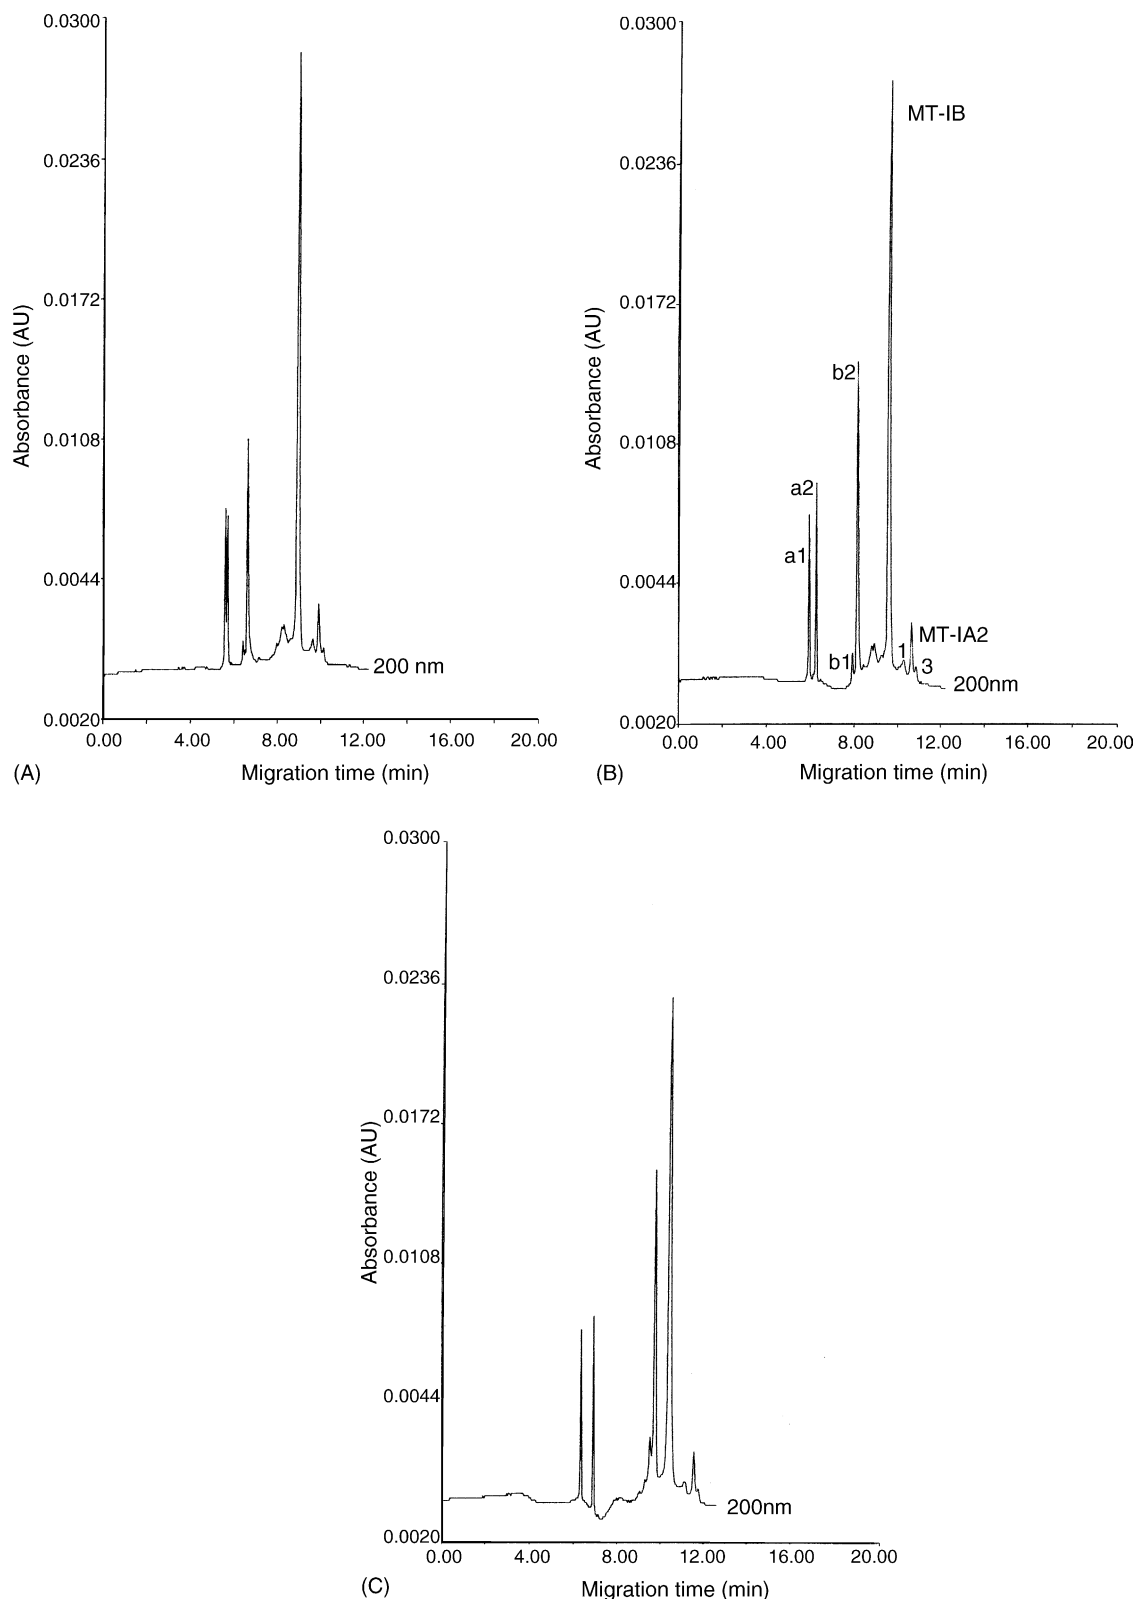 0.0300
0.0236
0.0172
0.0108
0.0044
0.0020
Absorbance (AU)
200 nm
0.00 4.00 8.00 12.00 16.00 20.00
(A) Migration time (min)
0.0300
0.0236
0.0172
0.0108
0.0044
0.0020
Absorbance (AU)
MT-IB
b2
a2
a1
MT-IA2
b1 1 3
200nm
0.00 4.00 8.00 12.00 16.00 20.00
(B) Migration time (min)
0.0300
0.0236
0.0172
0.0108
0.0044
0.0020
Absorbance (AU)
200nm
0.00 4.00 8.00 12.00 16.00 20.00
(C) Migration time (min)